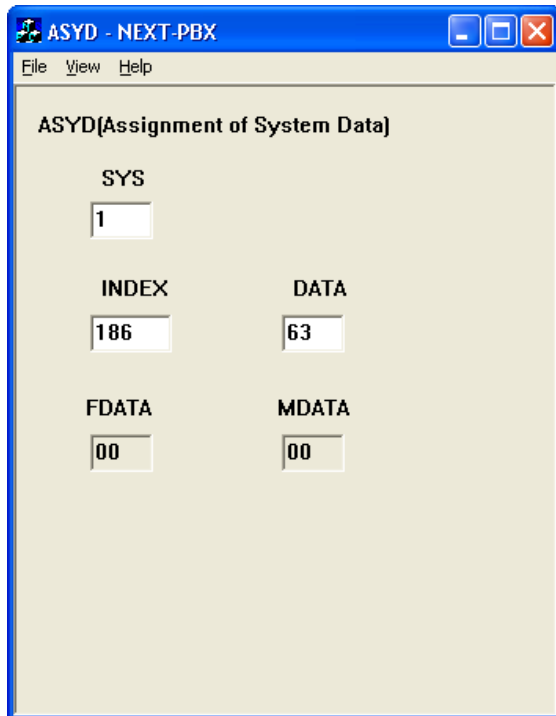 ASYD - NEXT-PBX
File View Help
ASYD(Assignment of System Data)
SYS
1
INDEX DATA
186 63
FDATA MDATA
00 00